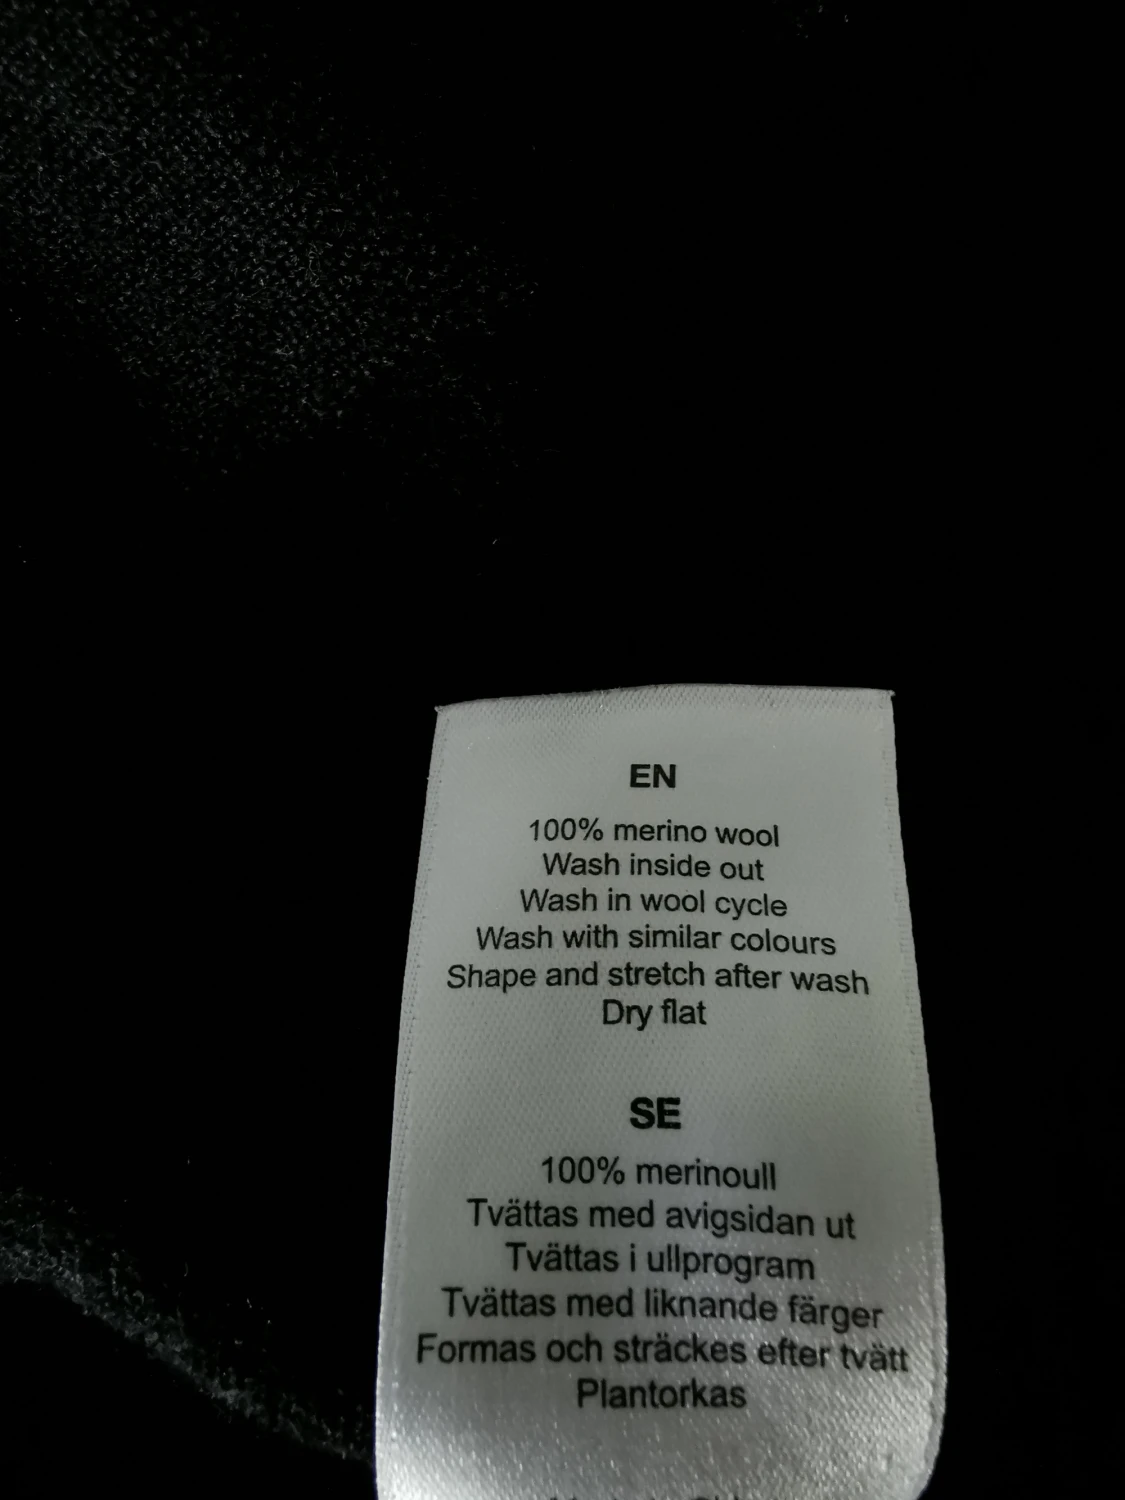 EN
100% merino wool
Wash inside out
Wash in wool cycle
Wash with similar colours
Shape and stretch after wash
Dry flat
SE
100% merinoull
Tvättas med avigsidan ut
Tvättas i ullprogram
Tvättas med liknande färger
Formas och sträckes efter tvätt
Plantorkas